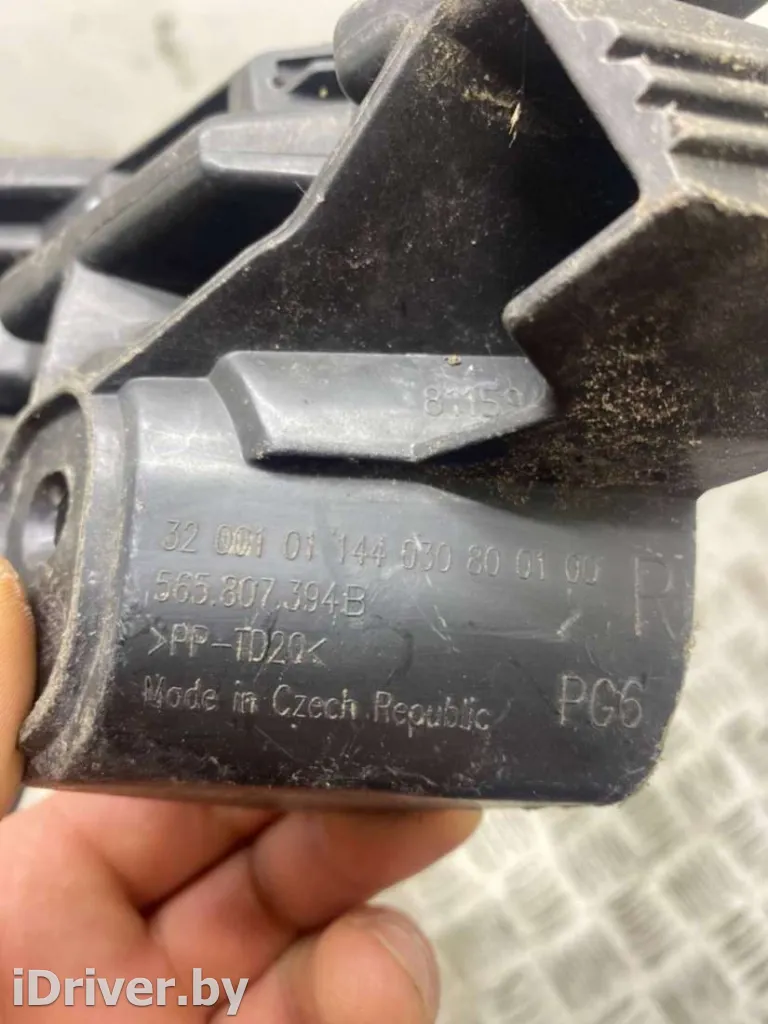 32 001 01 144 030 80 01 00
565.807.394B
R
>PP-TD20<
Made in Czech Republic
PG6
iDriver.by